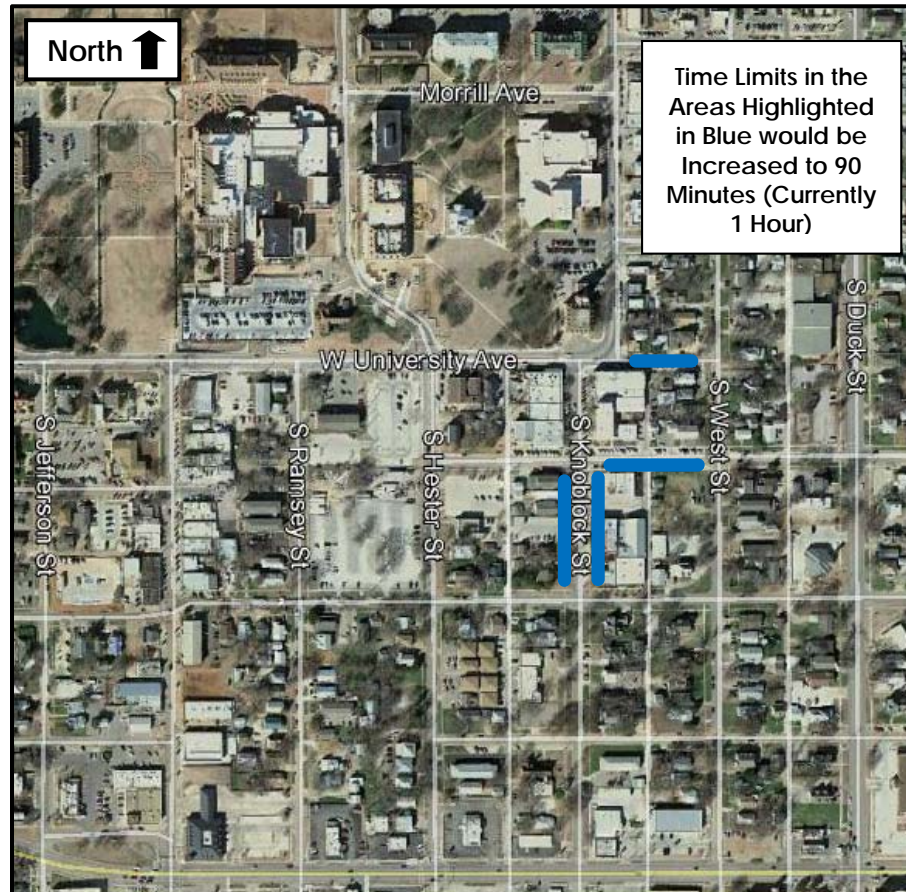 North
Time Limits in the
Areas Highlighted
in Blue would be
Increased to 90
Minutes (Currently
1 Hour)
Morrill Ave
W University Ave
S Duck St
S Jefferson St
S Ramsey St
S Hester St
S Knoblock St
S West St